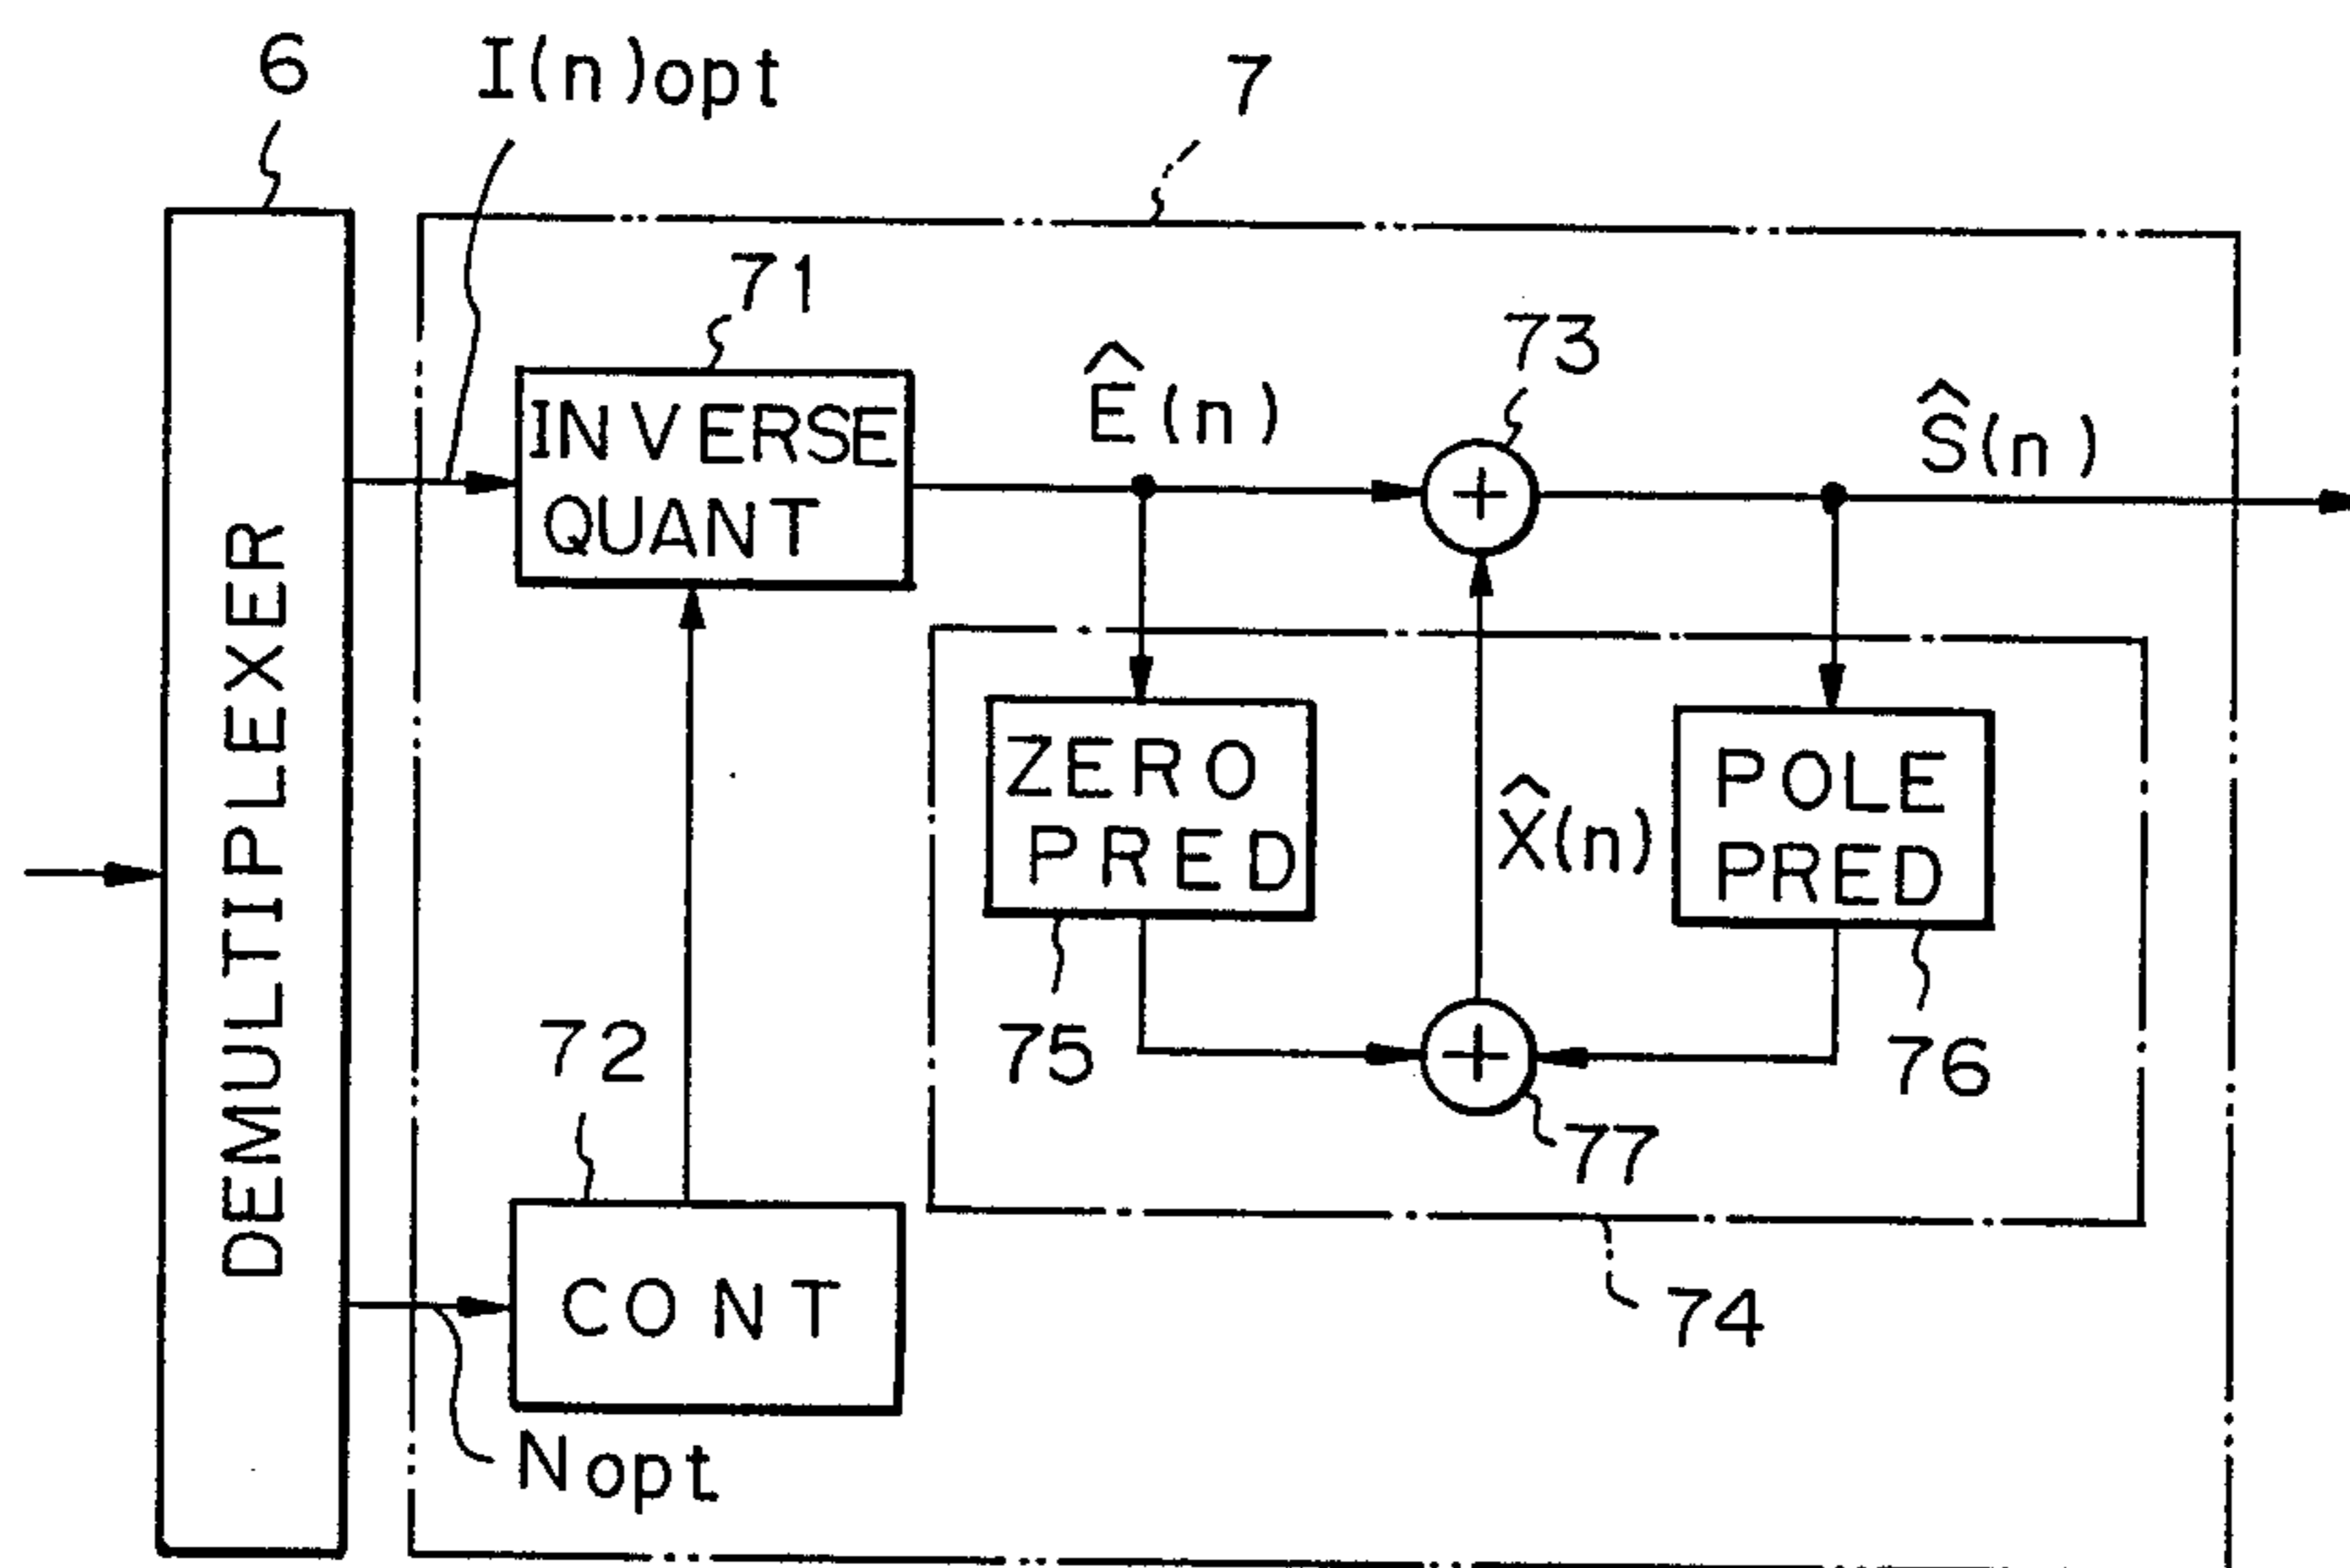 6
I(n)opt
7
71
73
INVERSE
QUANT
Ê(n)
Ŝ(n)
DEMULTIPLEXER
ZERO
PRED
X̂(n)
POLE
PRED
72
75
76
77
CONT
74
Nopt